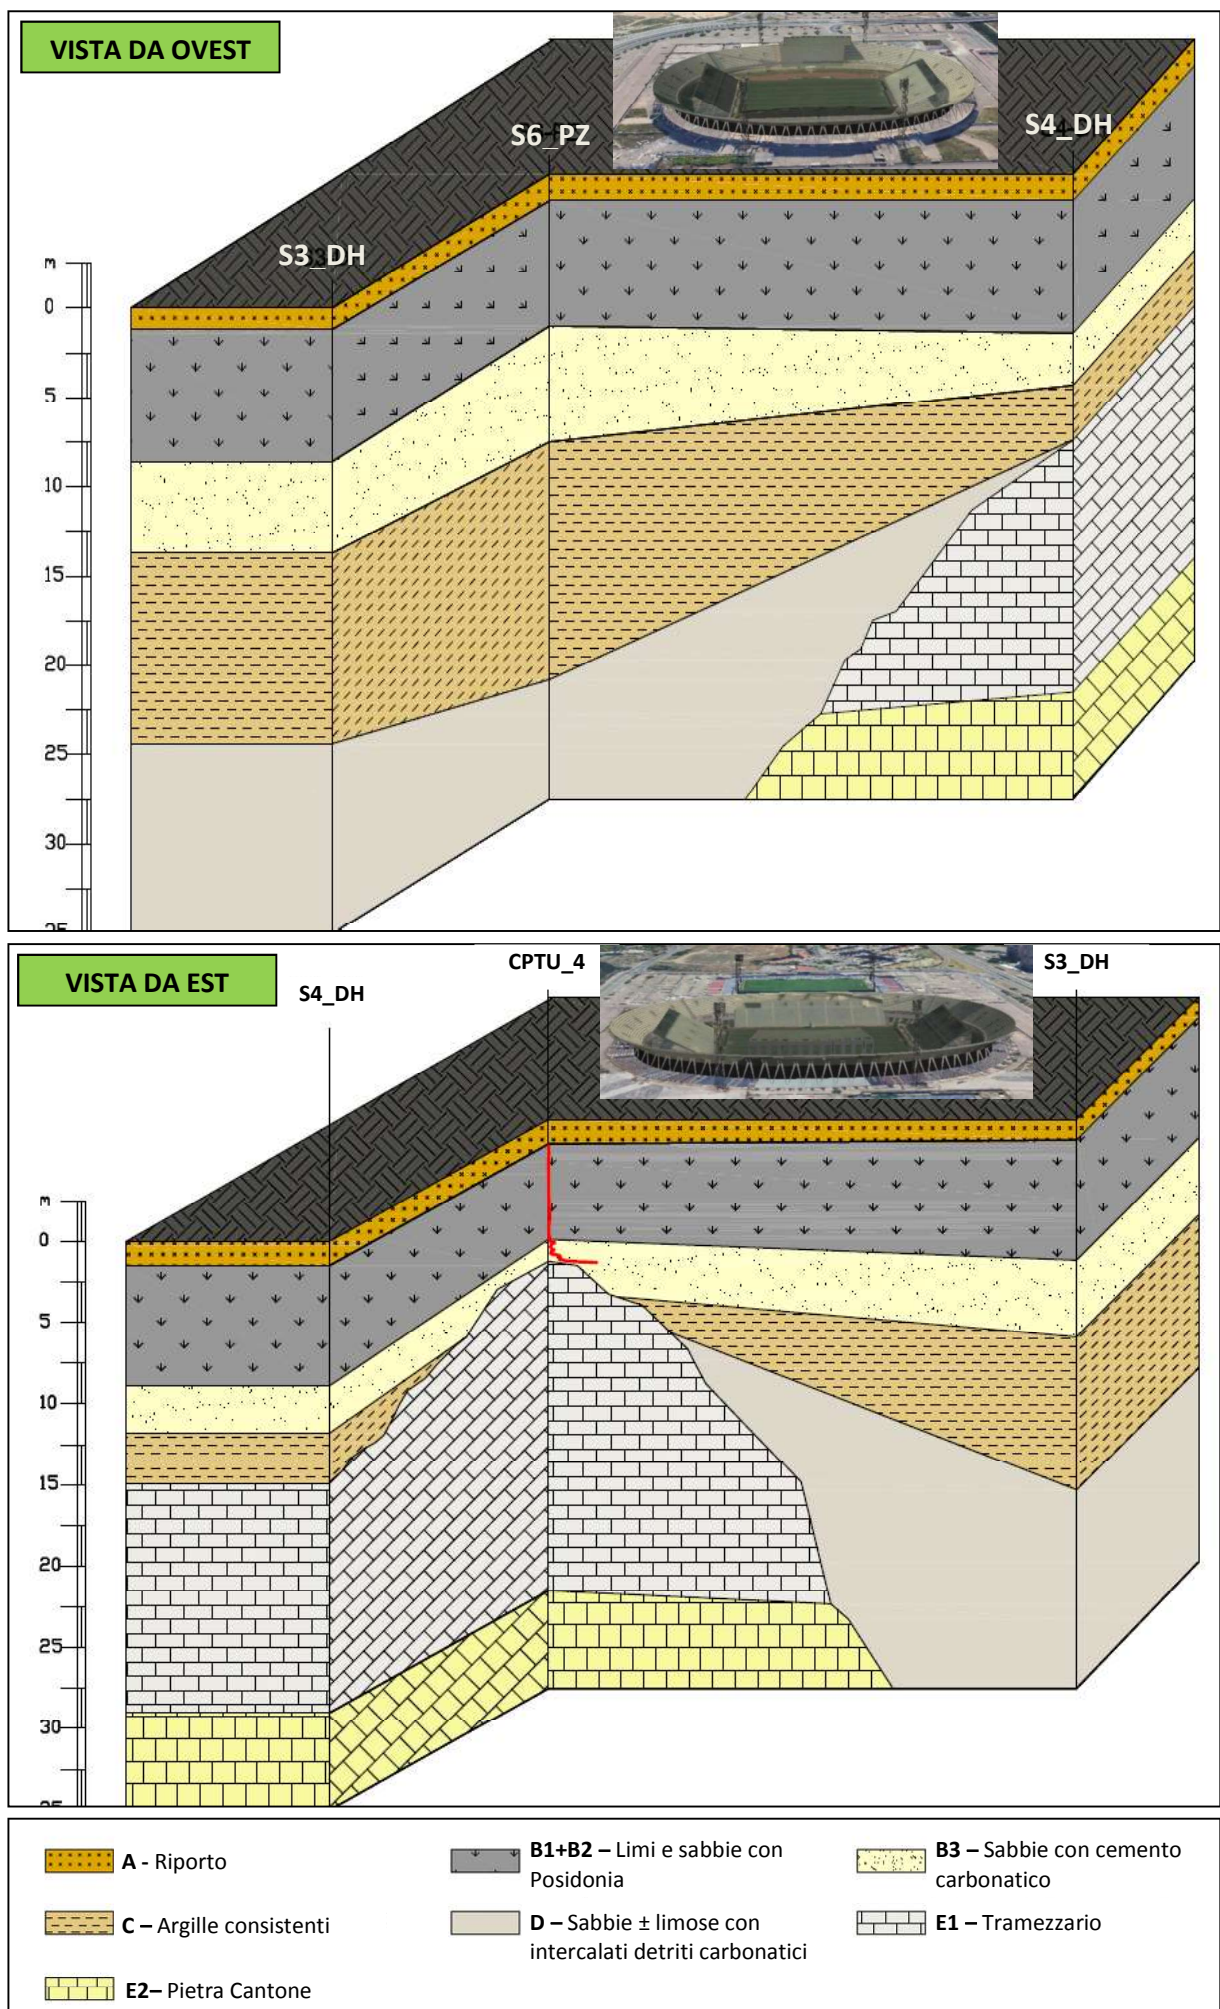 VISTA DA OVEST
S6_PZ
S4_DH
S3_DH
m
0
5
10
15
20
25
30
VISTA DA EST
S4_DH
CPTU_4
S3_DH
m
0
5
10
15
20
25
30
A - Riporto
B1+B2 – Limi e sabbie con
Posidonia
B3 – Sabbie con cemento
carbonatico
C – Argille consistenti
D – Sabbie ± limose con
intercalati detriti carbonatici
E1 – Tramezzario
E2– Pietra Cantone